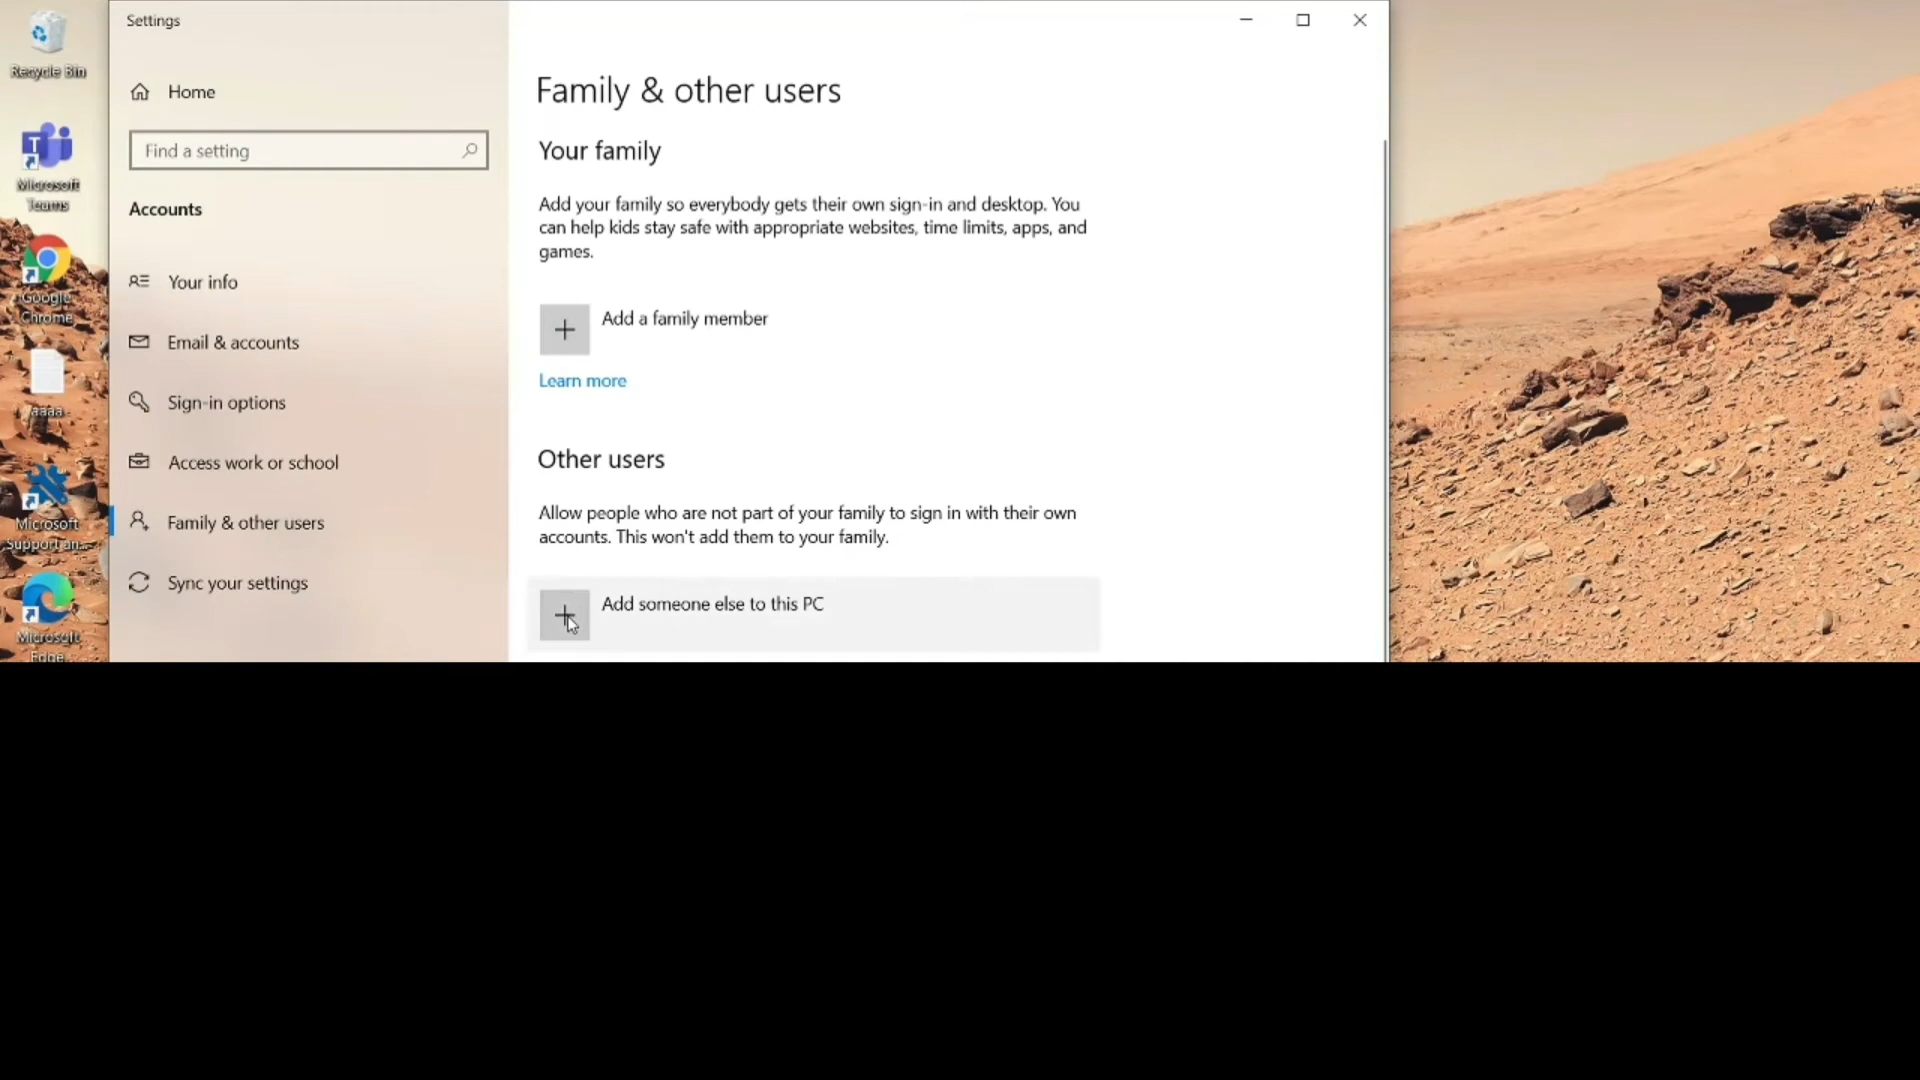 Recycle Bin
Microsoft
Teams
Google
Chrome
aaaa
Microsoft
Support an...
Microsoft
Edge
Settings
Home
Find a setting
Accounts
Your info
Email & accounts
Sign-in options
Access work or school
Family & other users
Sync your settings
Family & other users
Your family
Add your family so everybody gets their own sign-in and desktop. You
can help kids stay safe with appropriate websites, time limits, apps, and
games.
Add a family member
Learn more
Other users
Allow people who are not part of your family to sign in with their own
accounts. This won't add them to your family.
Add someone else to this PC